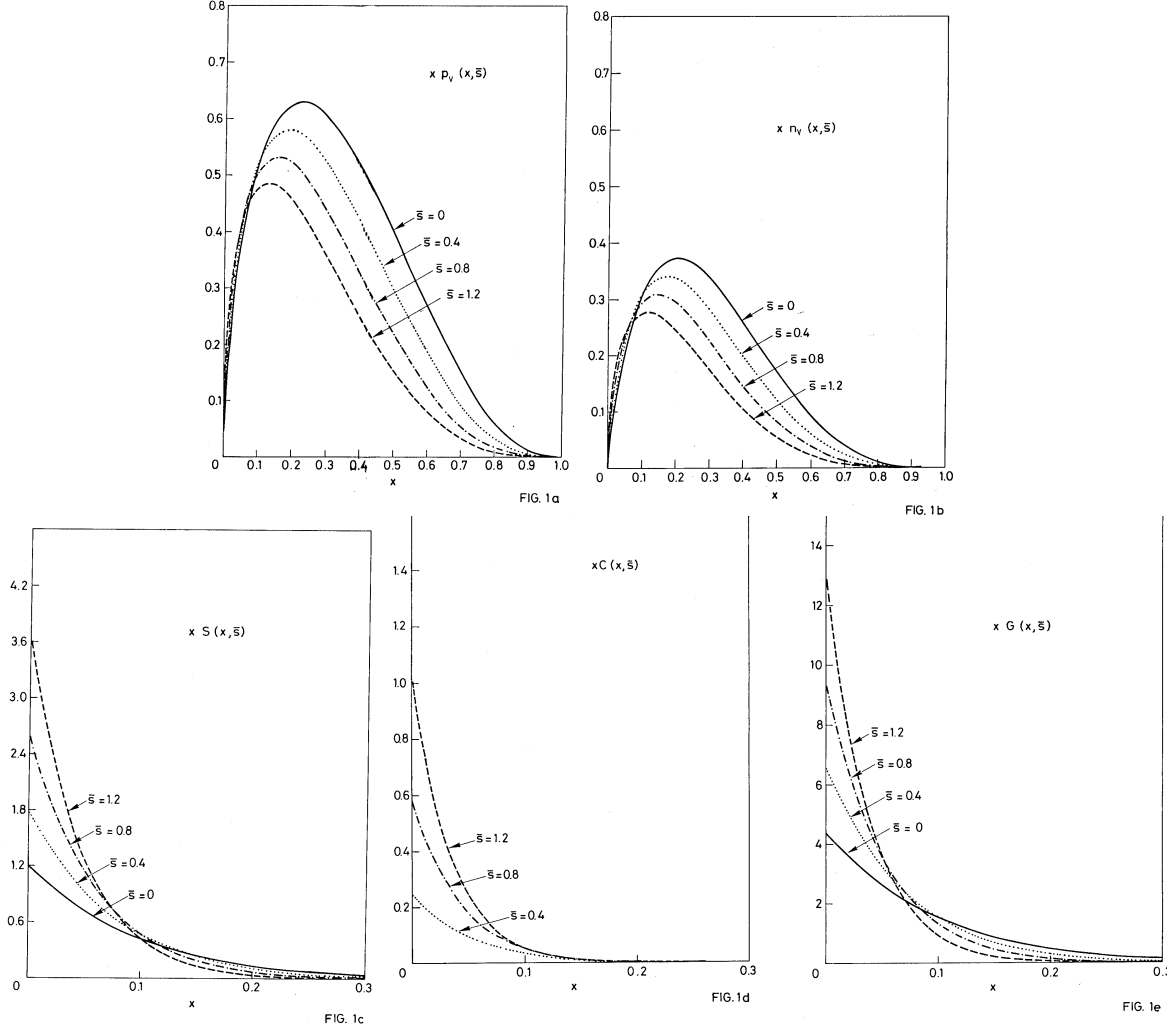 0.8
0.7
0.6
0.5
0.4
0.3
0.2
0.1
0
x p_v (x,s̄)
s̄ = 0
s̄ = 0.4
s̄ = 0.8
s̄ = 1.2
0.1 0.2 0.3 0.4 0.5 0.6 0.7 0.8 0.9 1.0
x
FIG. 1a
0.8
0.7
0.6
0.5
0.4
0.3
0.2
0.1
0
x n_v (x,s̄)
s̄ = 0
s̄ = 0.4
s̄ = 0.8
s̄ = 1.2
0.1 0.2 0.3 0.4 0.5 0.6 0.7 0.8 0.9 1.0
x
FIG. 1b
4.2
3.6
3.0
2.4
1.8
1.2
0.6
0
x S (x,s̄)
s̄ = 1.2
s̄ = 0.8
s̄ = 0.4
s̄ = 0
0.1 0.2 0.3
x
FIG. 1c
1.4
1.0
0.8
0.6
0.4
0.2
0
xC (x,s̄)
s̄ = 1.2
s̄ = 0.8
s̄ = 0.4
0.1 0.2 0.3
x
FIG. 1d
14
12
10
8
6
4
2
0
x G (x,s̄)
s̄ = 1.2
s̄ = 0.8
s̄ = 0.4
s̄ = 0
0.1 0.2 0.3
x
FIG. 1e